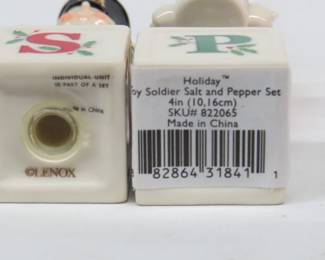 S
P
INDIVIDUAL UNIT
IS PART OF A SET
Made in China
©LENOX
Holiday™
oy Soldier Salt and Pepper Set
4in (10,16cm)
SKU# 822065
Made in China
82864 31841 1